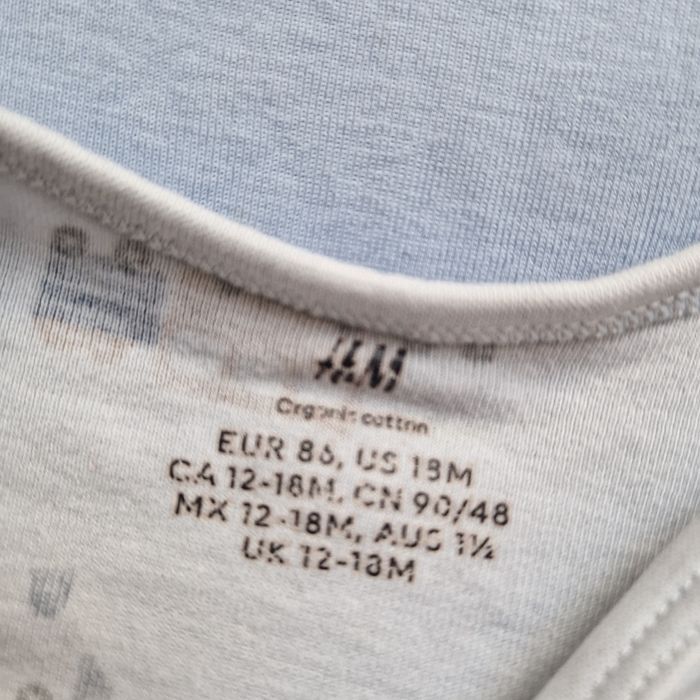 H&M
Organic cotton
EUR 86, US 18M
CA 12-18M, CN 90/48
MX 12-18M, AUS 1½
UK 12-18M